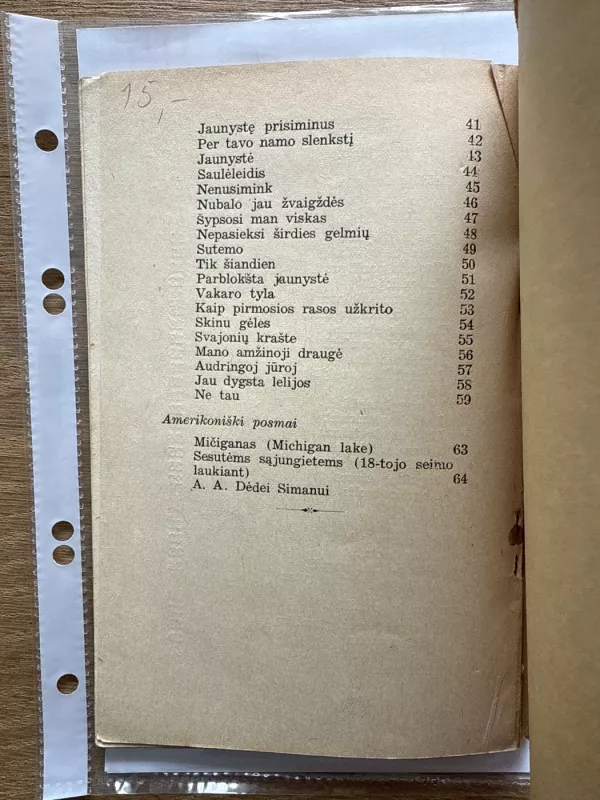 15,-
Jaunystę prisiminus 41
Per tavo namo slenkstį 42
Jaunystė 43
Saulėleidis 44
Nenusimink 45
Nubalo jau žvaigždės 46
Šypsosi man viskas 47
Nepasieksi širdies gelmių 48
Sutemo 49
Tik šiandien 50
Parblokšta jaunystė 51
Vakaro tyla 52
Kaip pirmosios rasos užkrito 53
Skinu gėles 54
Svajonių krašte 55
Mano amžinoji draugė 56
Audringoj jūroj 57
Jau dygsta lelijos 58
Ne tau 59
Amerikoniški posmai
Mičiganas (Michigan lake) 63
Sesutėms sąjungietems (18-tojo seimo
laukiant) 64
A. A. Dėdei Simanui